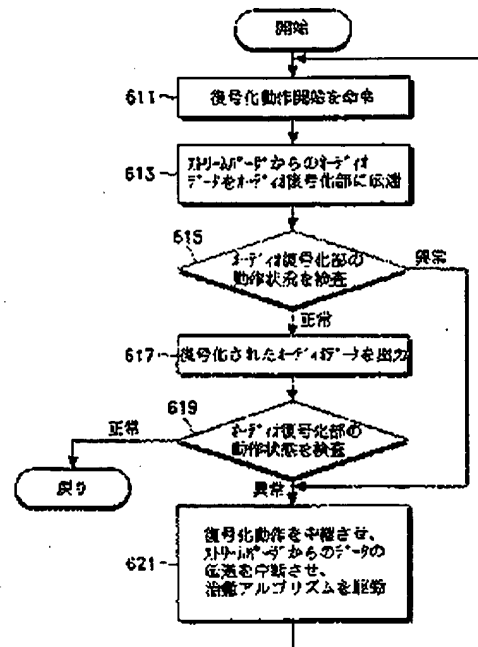 開始
611
復号化動作開始を命令
613
ストリームパーザからのオーディオ
データをオーディオ復号化部に伝達
615
オーディオ復号化部の
動作状態を検査
異常
正常
617
復号化されたオーディオデータを出力
619
オーディオ復号化部の
動作状態を検査
正常
戻り
異常
621
復号化動作を中断させ、
ストリームパーザからのデータの
伝送を中断させ、
治癒アルゴリズムを駆動